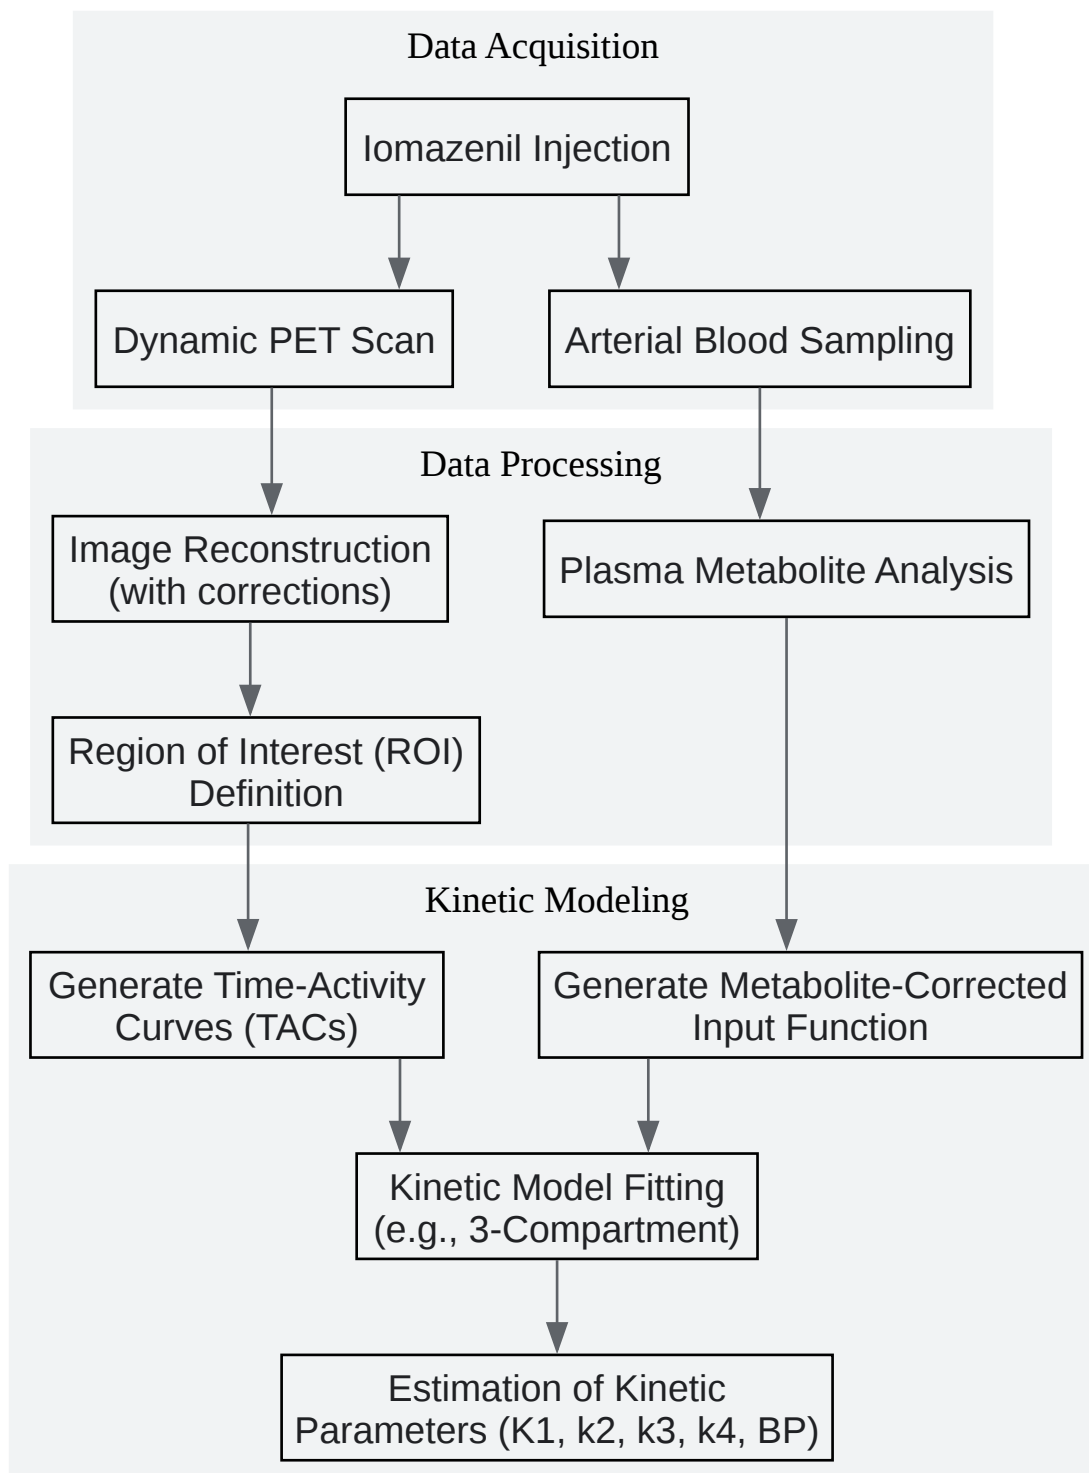 Data Acquisition
Iomazenil Injection
Dynamic PET Scan
Arterial Blood Sampling
Data Processing
Image Reconstruction
(with corrections)
Plasma Metabolite Analysis
Region of Interest (ROI)
Definition
Kinetic Modeling
Generate Time-Activity
Curves (TACs)
Generate Metabolite-Corrected
Input Function
Kinetic Model Fitting
(e.g., 3-Compartment)
Estimation of Kinetic
Parameters (K1, k2, k3, k4, BP)